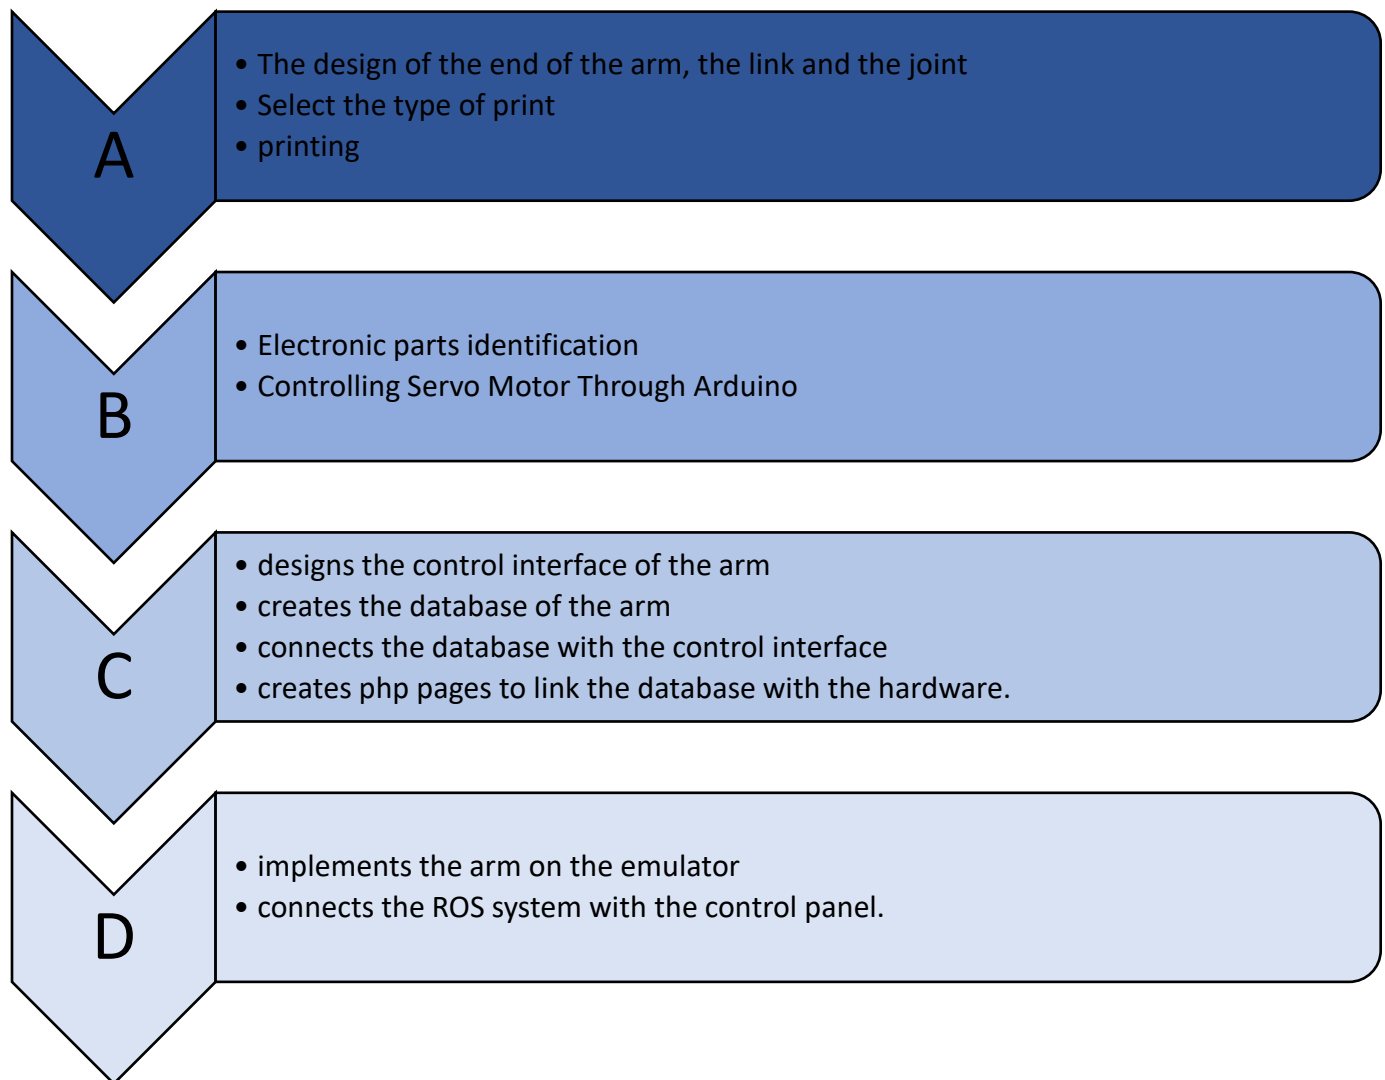 A
• The design of the end of the arm, the link and the joint
• Select the type of print
• printing
B
• Electronic parts identification
• Controlling Servo Motor Through Arduino
C
• designs the control interface of the arm
• creates the database of the arm
• connects the database with the control interface
• creates php pages to link the database with the hardware.
D
• implements the arm on the emulator
• connects the ROS system with the control panel.